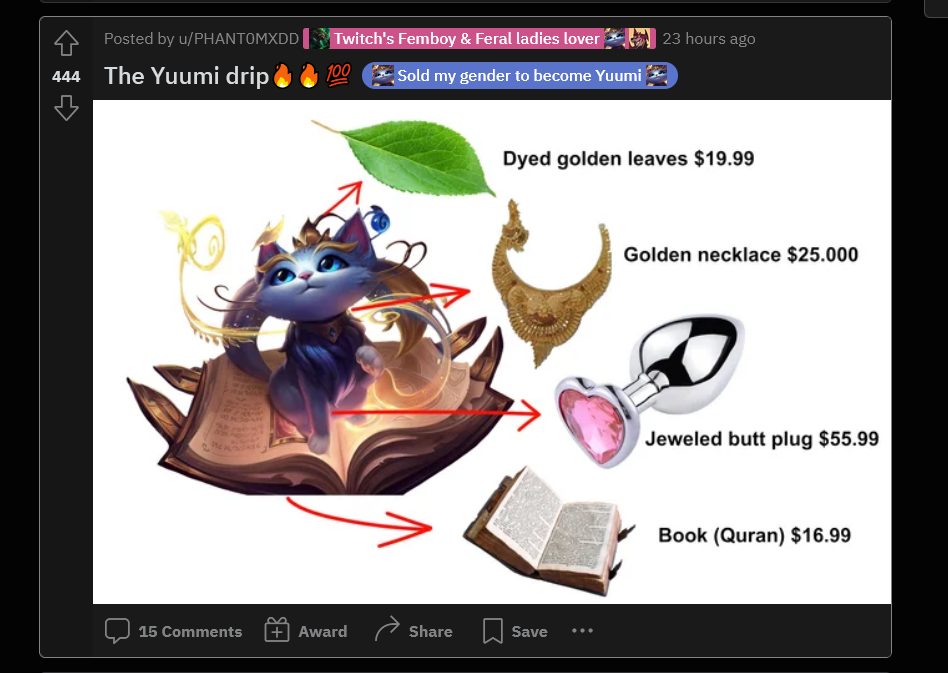 Posted by u/PHANT0MXDD Twitch's Femboy & Feral ladies lover 23 hours ago
444
The Yuumi drip🔥🔥💯 Sold my gender to become Yuumi
Dyed golden leaves $19.99
Golden necklace $25.000
Jeweled butt plug $55.99
Book (Quran) $16.99
15 Comments Award Share Save ...